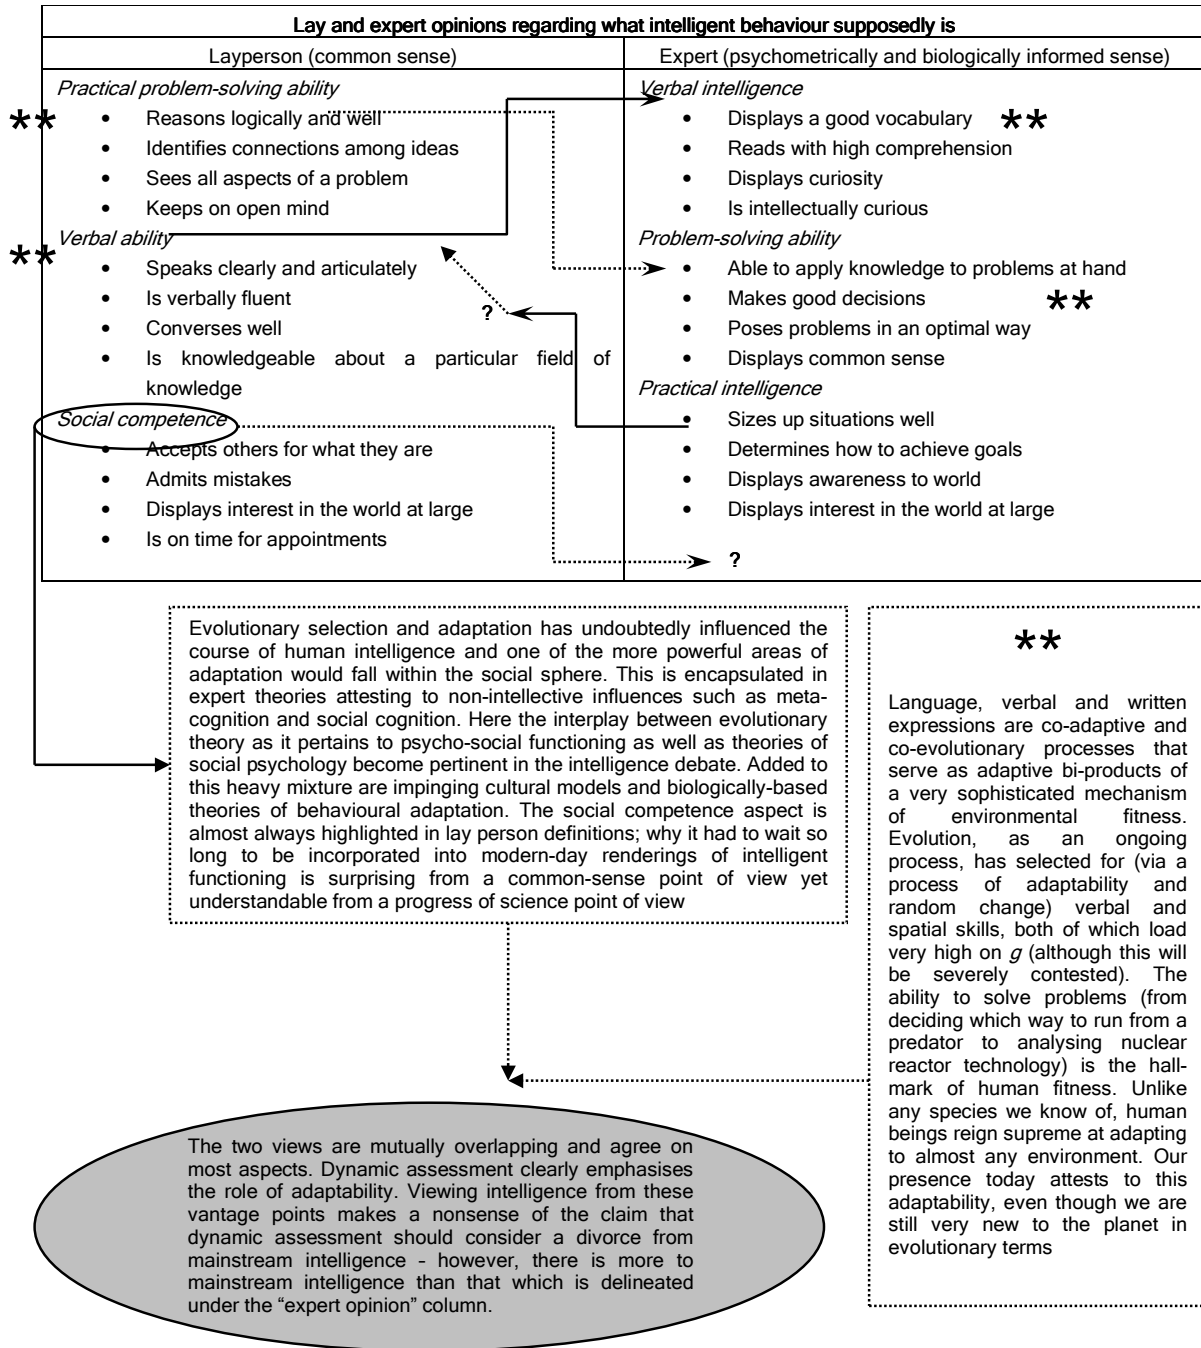 Lay and expert opinions regarding what intelligent behaviour supposedly is
Layperson (common sense)
Expert (psychometrically and biologically informed sense)
Practical problem-solving ability
**
• Reasons logically and well
• Identifies connections among ideas
• Sees all aspects of a problem
• Keeps on open mind
Verbal ability
**
• Speaks clearly and articulately
• Is verbally fluent
• Converses well
?
• Is knowledgeable about a particular field of
knowledge
Social competence
• Accepts others for what they are
• Admits mistakes
• Displays interest in the world at large
• Is on time for appointments
Verbal intelligence
• Displays a good vocabulary **
• Reads with high comprehension
• Displays curiosity
• Is intellectually curious
Problem-solving ability
• Able to apply knowledge to problems at hand
• Makes good decisions **
• Poses problems in an optimal way
• Displays common sense
Practical intelligence
• Sizes up situations well
• Determines how to achieve goals
• Displays awareness to world
• Displays interest in the world at large
?
Evolutionary selection and adaptation has undoubtedly influenced the
course of human intelligence and one of the more powerful areas of
adaptation would fall within the social sphere. This is encapsulated in
expert theories attesting to non-intellective influences such as meta-
cognition and social cognition. Here the interplay between evolutionary
theory as it pertains to psycho-social functioning as well as theories of
social psychology become pertinent in the intelligence debate. Added to
this heavy mixture are impinging cultural models and biologically-based
theories of behavioural adaptation. The social competence aspect is
almost always highlighted in lay person definitions; why it had to wait so
long to be incorporated into modern-day renderings of intelligent
functioning is surprising from a common-sense point of view yet
understandable from a progress of science point of view
**
Language, verbal and written
expressions are co-adaptive and
co-evolutionary processes that
serve as adaptive bi-products of
a very sophisticated mechanism
of environmental fitness.
Evolution, as an ongoing
process, has selected for (via a
process of adaptability and
random change) verbal and
spatial skills, both of which load
very high on g (although this will
be severely contested). The
ability to solve problems (from
deciding which way to run from a
predator to analysing nuclear
reactor technology) is the hall-
mark of human fitness. Unlike
any species we know of, human
beings reign supreme at adapting
to almost any environment. Our
presence today attests to this
adaptability, even though we are
still very new to the planet in
evolutionary terms
The two views are mutually overlapping and agree on
most aspects. Dynamic assessment clearly emphasises
the role of adaptability. Viewing intelligence from these
vantage points makes a nonsense of the claim that
dynamic assessment should consider a divorce from
mainstream intelligence – however, there is more to
mainstream intelligence than that which is delineated
under the “expert opinion” column.